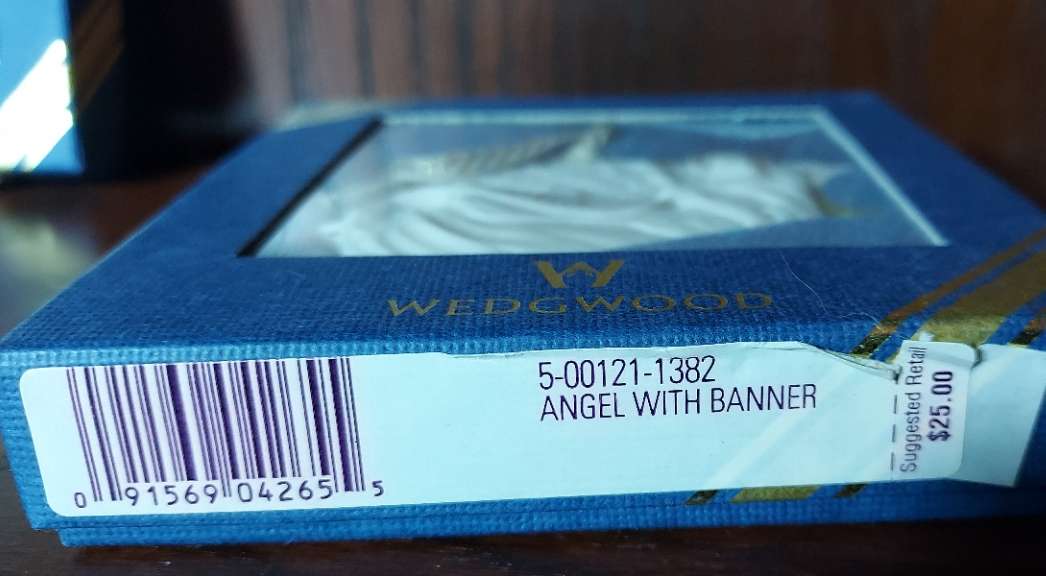 W
WEDGWOOD
5-00121-1382
ANGEL WITH BANNER
Suggested Retail
$25.00
0 91569 04265 5